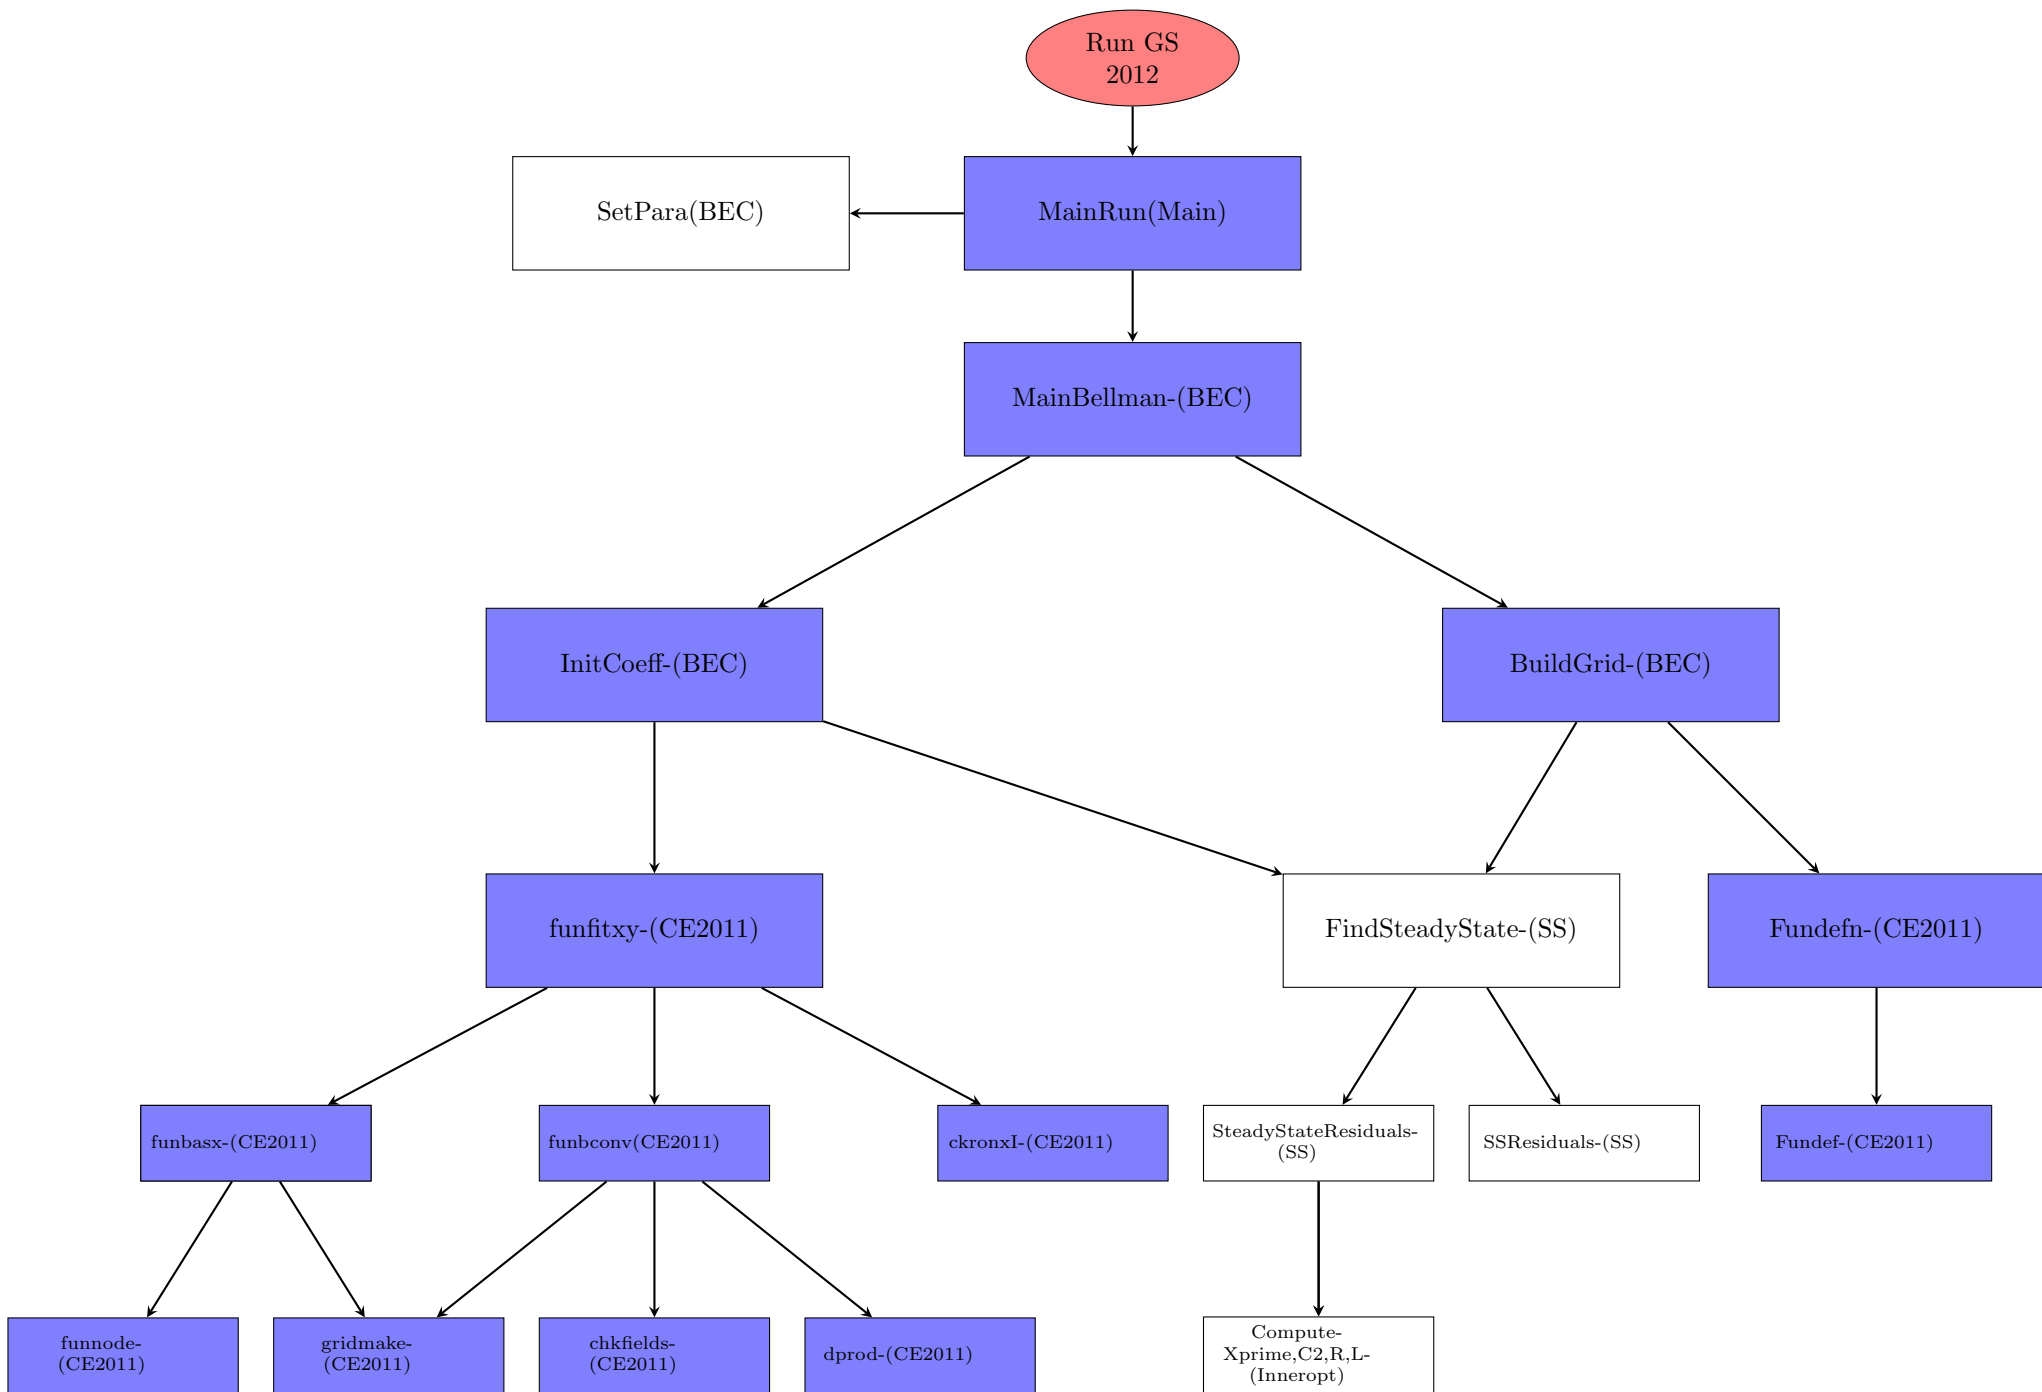 Run GS
2012
SetPara(BEC)
MainRun(Main)
MainBellman-(BEC)
InitCoeff-(BEC)
BuildGrid-(BEC)
funfitxy-(CE2011)
FindSteadyState-(SS)
Fundefn-(CE2011)
funbasx-(CE2011)
funbconv(CE2011)
ckronxI-(CE2011)
SteadyStateResiduals-
(SS)
SSResiduals-(SS)
Fundef-(CE2011)
funnode-
(CE2011)
gridmake-
(CE2011)
chkfields-
(CE2011)
dprod-(CE2011)
Compute-
Xprime,C2,R,L-
(Inneropt)